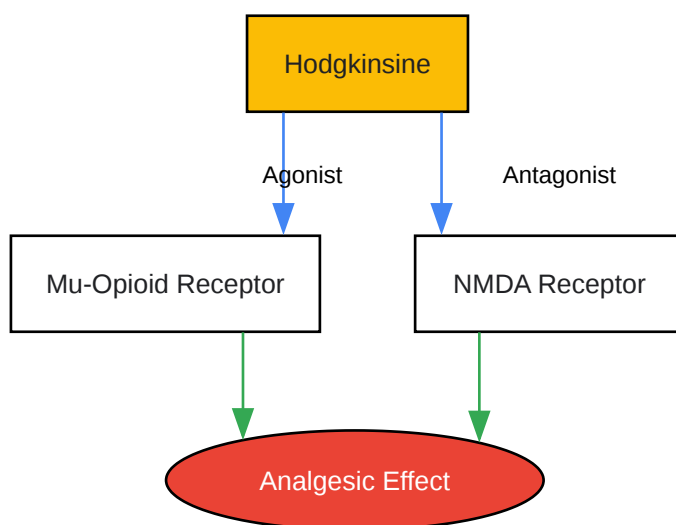 Hodgkinsine
Agonist
Antagonist
Mu-Opioid Receptor
NMDA Receptor
Analgesic Effect